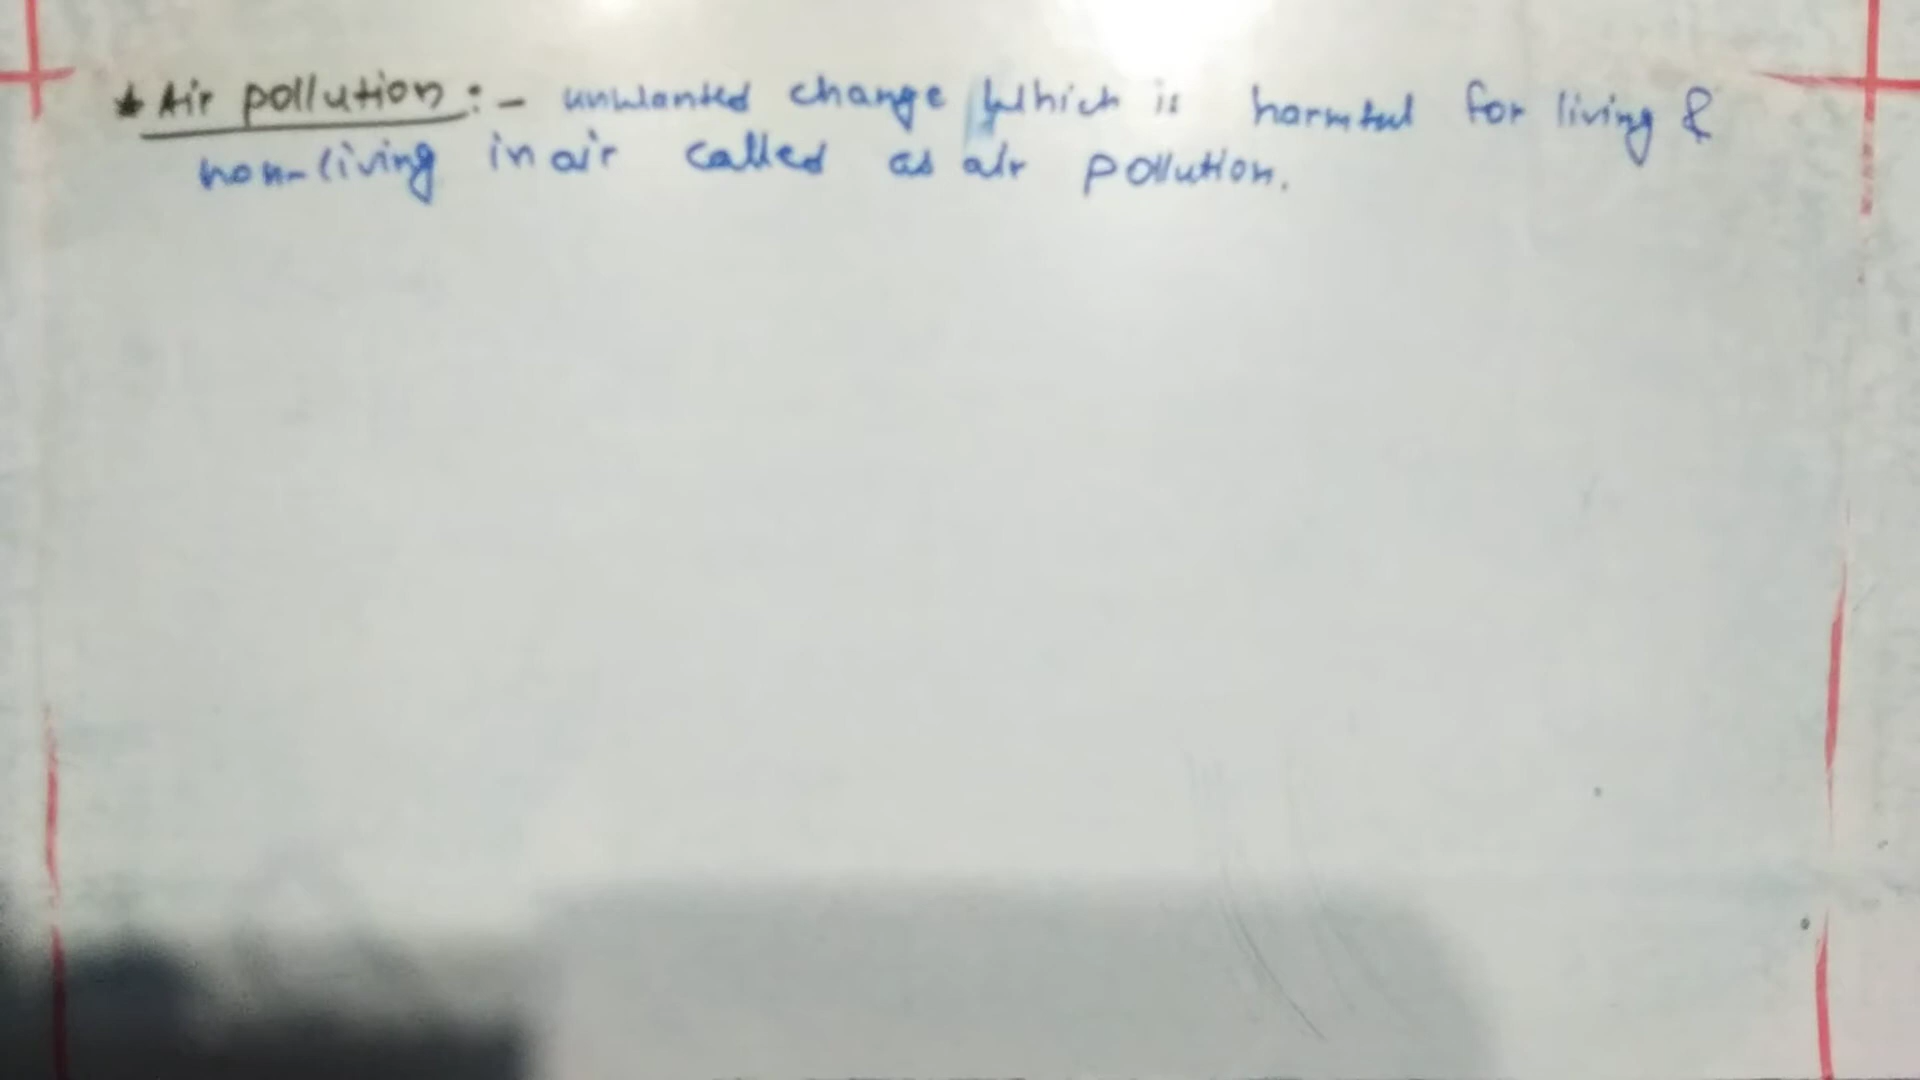 ★ Air pollution :- unwanted change which is harmful for living &
non-living in air called as air pollution.